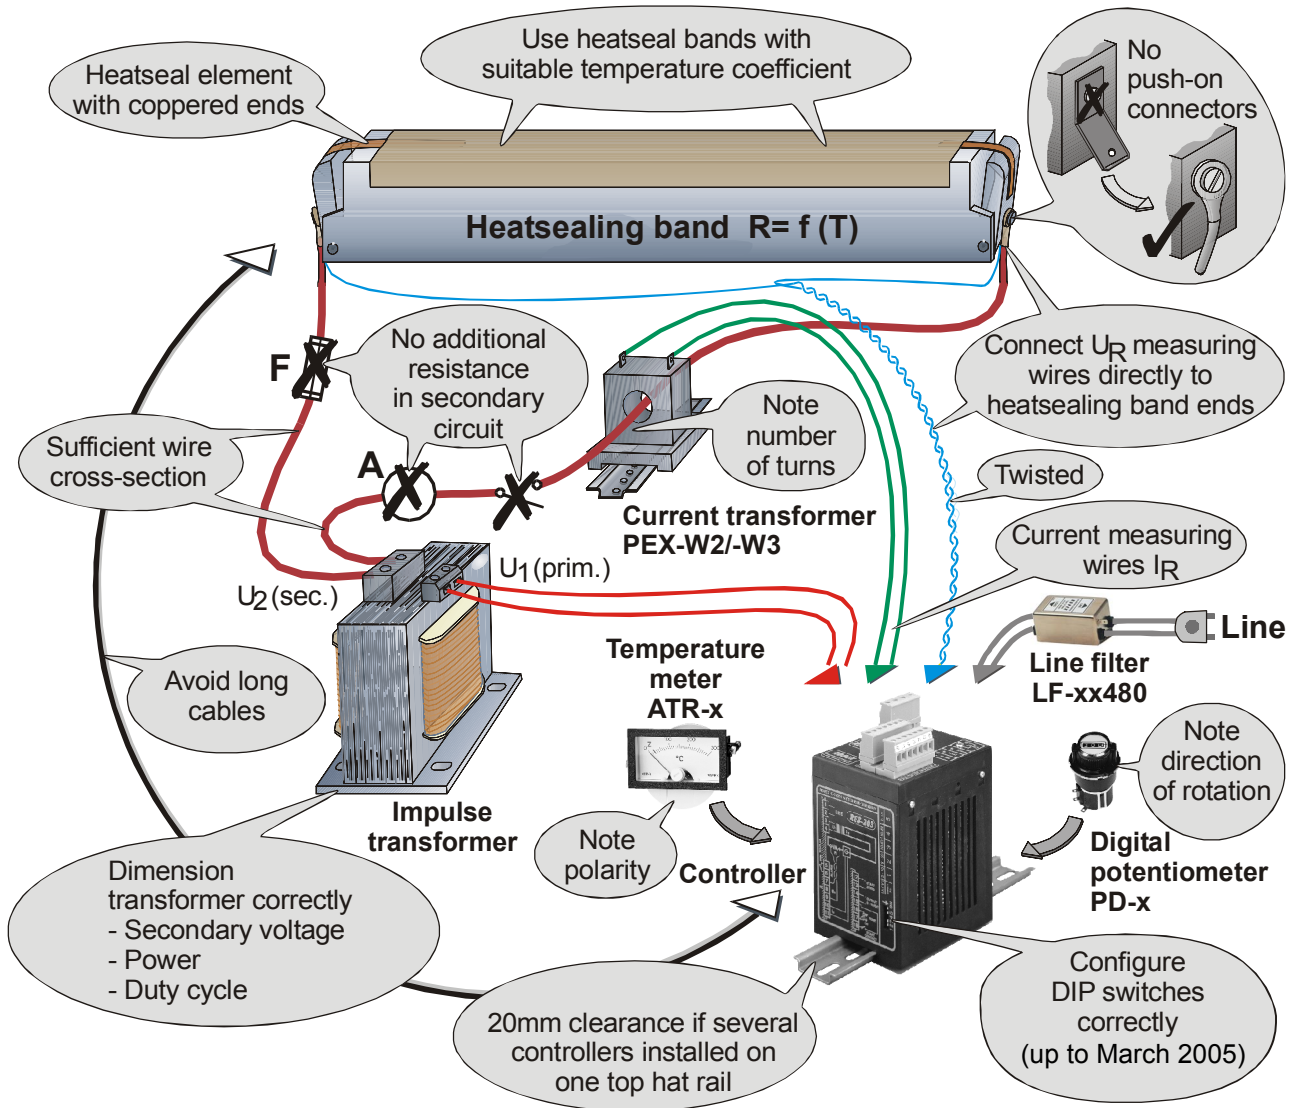 Use heatseal bands with
suitable temperature coefficient
Heatseal element
with coppered ends
No
push-on
connectors
Heatsealing band R= f (T)
F
No additional
resistance
in secondary
circuit
Connect UR measuring
wires directly to
heatsealing band ends
Note
number
of turns
Sufficient wire
cross-section
A
Twisted
Current transformer
PEX-W2/-W3
Current measuring
wires IR
U1 (prim.)
U2 (sec.)
Line
Temperature
meter
ATR-x
Line filter
LF-xx480
Avoid long
cables
Note
direction
of rotation
°C
Impulse
transformer
Note
polarity
Controller
Digital
potentiometer
PD-x
Dimension
transformer correctly
- Secondary voltage
- Power
- Duty cycle
20mm clearance if several
controllers installed on
one top hat rail
Configure
DIP switches
correctly
(up to March 2005)